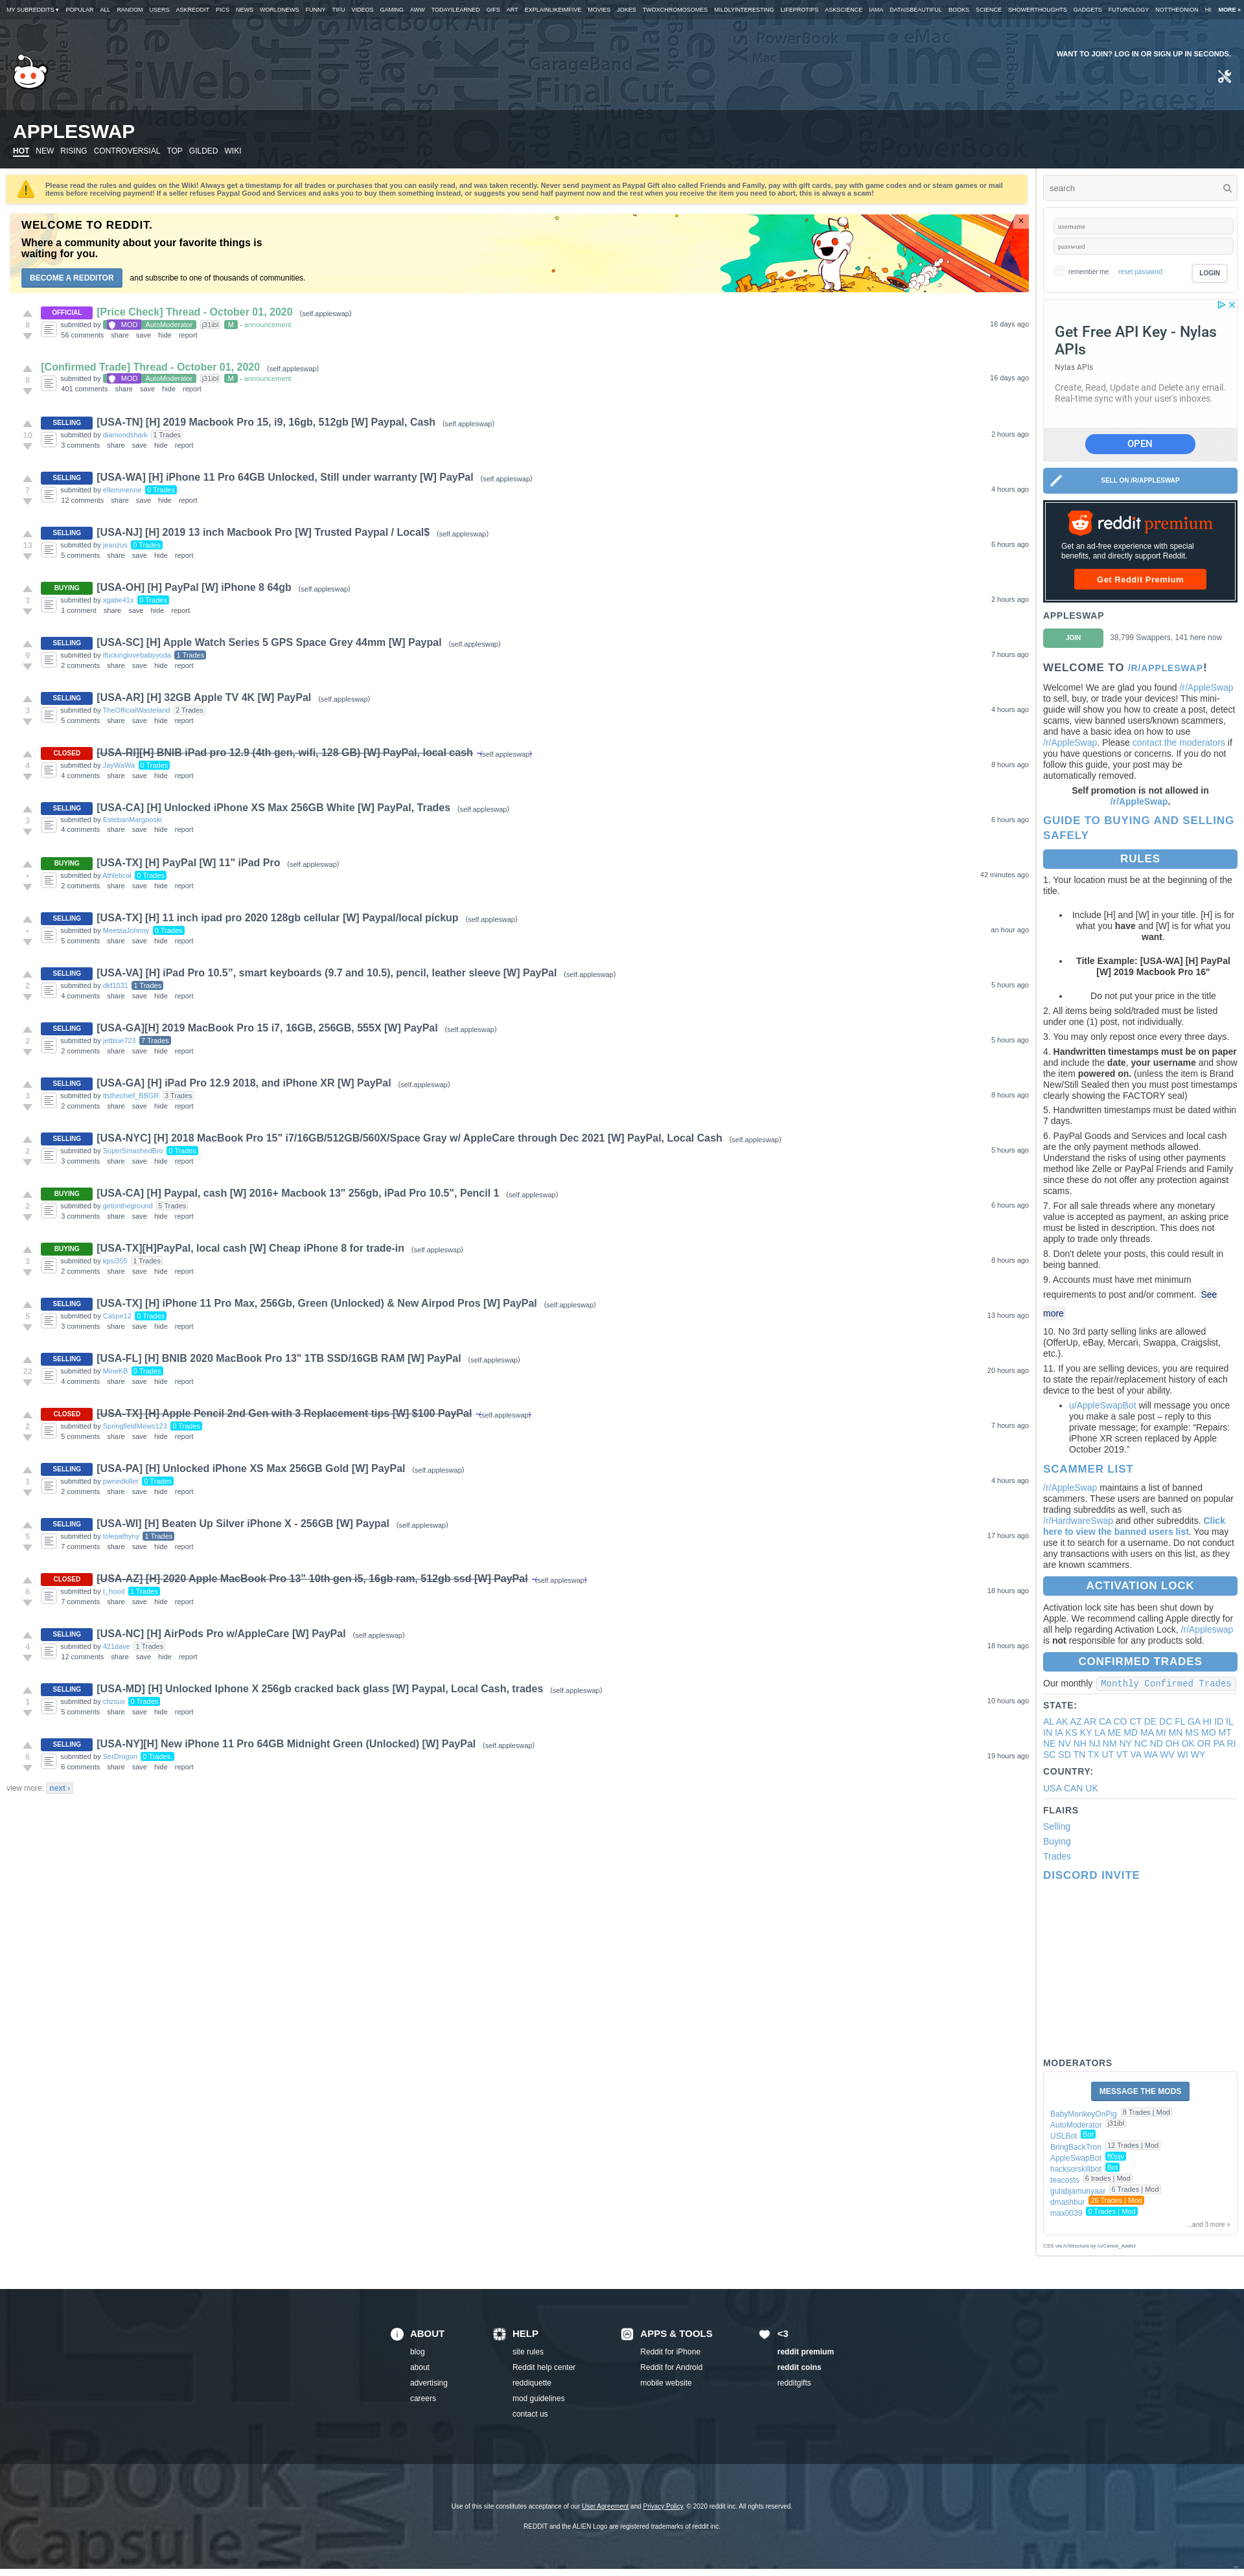 MY SUBREDDITS ▾ POPULAR ALL RANDOM USERS ASKREDDIT PICS NEWS WORLDNEWS FUNNY TIFU VIDEOS GAMING AWW TODAYILEARNED GIFS ART EXPLAINLIKEIMFIVE MOVIES JOKES TWOXCHROMOSOMES MILDLYINTERESTING LIFEPROTIPS ASKSCIENCE IAMA DATAISBEAUTIFUL BOOKS SCIENCE SHOWERTHOUGHTS GADGETS FUTUROLOGY NOTTHEONION HI MORE »
WANT TO JOIN? LOG IN OR SIGN UP IN SECONDS.
APPLESWAP
HOT NEW RISING CONTROVERSIAL TOP GILDED WIKI
Please read the rules and guides on the Wiki! Always get a timestamp for all trades or purchases that you can easily read, and was taken recently. Never send payment as Paypal Gift also called Friends and Family, pay with gift cards, pay with game codes and or steam games or mail
items before receiving payment! If a seller refuses Paypal Good and Services and asks you to buy them something instead, or suggests you send half payment now and the rest when you receive the item you need to abort, this is always a scam!
WELCOME TO REDDIT.
Where a community about your favorite things is
waiting for you.
BECOME A REDDITOR and subscribe to one of thousands of communities.
OFFICIAL [Price Check] Thread - October 01, 2020 (self.appleswap)
8 submitted by MOD AutoModerator j31ibl M - announcement 16 days ago
56 comments share save hide report
[Confirmed Trade] Thread - October 01, 2020 (self.appleswap)
8 submitted by MOD AutoModerator j31ibl M - announcement 16 days ago
401 comments share save hide report
SELLING [USA-TN] [H] 2019 Macbook Pro 15, i9, 16gb, 512gb [W] Paypal, Cash (self.appleswap)
10 submitted by diamondshark 1 Trades 2 hours ago
3 comments share save hide report
SELLING [USA-WA] [H] iPhone 11 Pro 64GB Unlocked, Still under warranty [W] PayPal (self.appleswap)
7 submitted by ellemmenne 0 Trades 4 hours ago
12 comments share save hide report
SELLING [USA-NJ] [H] 2019 13 inch Macbook Pro [W] Trusted Paypal / Local$ (self.appleswap)
13 submitted by jeanzus 0 Trades 6 hours ago
5 comments share save hide report
BUYING [USA-OH] [H] PayPal [W] iPhone 8 64gb (self.appleswap)
3 submitted by xgabe41x 0 Trades 2 hours ago
1 comment share save hide report
SELLING [USA-SC] [H] Apple Watch Series 5 GPS Space Grey 44mm [W] Paypal (self.appleswap)
9 submitted by ifuckinglovebabyyoda 1 Trades 7 hours ago
2 comments share save hide report
SELLING [USA-AR] [H] 32GB Apple TV 4K [W] PayPal (self.appleswap)
3 submitted by TheOfficialWasteland 2 Trades 4 hours ago
5 comments share save hide report
CLOSED [USA-RI][H] BNIB iPad pro 12.9 (4th gen, wifi, 128 GB) [W] PayPal, local cash (self.appleswap)
4 submitted by JayWaWa 0 Trades 8 hours ago
4 comments share save hide report
SELLING [USA-CA] [H] Unlocked iPhone XS Max 256GB White [W] PayPal, Trades (self.appleswap)
3 submitted by EstebanMargooski 6 hours ago
4 comments share save hide report
BUYING [USA-TX] [H] PayPal [W] 11" iPad Pro (self.appleswap)
• submitted by Athletical 0 Trades 42 minutes ago
2 comments share save hide report
SELLING [USA-TX] [H] 11 inch ipad pro 2020 128gb cellular [W] Paypal/local pickup (self.appleswap)
• submitted by MeestaJohnny 0 Trades an hour ago
5 comments share save hide report
SELLING [USA-VA] [H] iPad Pro 10.5”, smart keyboards (9.7 and 10.5), pencil, leather sleeve [W] PayPal (self.appleswap)
2 submitted by dkf1031 1 Trades 5 hours ago
4 comments share save hide report
SELLING [USA-GA][H] 2019 MacBook Pro 15 i7, 16GB, 256GB, 555X [W] PayPal (self.appleswap)
2 submitted by jetblue723 7 Trades 5 hours ago
2 comments share save hide report
SELLING [USA-GA] [H] iPad Pro 12.9 2018, and iPhone XR [W] PayPal (self.appleswap)
3 submitted by itsthechief_BBGR 3 Trades 8 hours ago
2 comments share save hide report
SELLING [USA-NYC] [H] 2018 MacBook Pro 15" i7/16GB/512GB/560X/Space Gray w/ AppleCare through Dec 2021 [W] PayPal, Local Cash (self.appleswap)
2 submitted by SuperSmashedBro 0 Trades 5 hours ago
3 comments share save hide report
BUYING [USA-CA] [H] Paypal, cash [W] 2016+ Macbook 13" 256gb, iPad Pro 10.5", Pencil 1 (self.appleswap)
2 submitted by getontheground 5 Trades 6 hours ago
3 comments share save hide report
BUYING [USA-TX][H]PayPal, local cash [W] Cheap iPhone 8 for trade-in (self.appleswap)
3 submitted by kpsi355 1 Trades 8 hours ago
2 comments share save hide report
SELLING [USA-TX] [H] iPhone 11 Pro Max, 256Gb, Green (Unlocked) & New Airpod Pros [W] PayPal (self.appleswap)
5 submitted by Caspe12 0 Trades 13 hours ago
3 comments share save hide report
SELLING [USA-FL] [H] BNIB 2020 MacBook Pro 13" 1TB SSD/16GB RAM [W] PayPal (self.appleswap)
22 submitted by MineKB 0 Trades 20 hours ago
4 comments share save hide report
CLOSED [USA-TX] [H] Apple Pencil 2nd Gen with 3 Replacement tips [W] $100 PayPal (self.appleswap)
2 submitted by SpringfieldMews123 0 Trades 7 hours ago
5 comments share save hide report
SELLING [USA-PA] [H] Unlocked iPhone XS Max 256GB Gold [W] PayPal (self.appleswap)
1 submitted by pwnedkiller 0 Trades 4 hours ago
2 comments share save hide report
SELLING [USA-WI] [H] Beaten Up Silver iPhone X - 256GB [W] Paypal (self.appleswap)
5 submitted by tolepathyny 1 Trades 17 hours ago
7 comments share save hide report
CLOSED [USA-AZ] [H] 2020 Apple MacBook Pro 13” 10th gen i5, 16gb ram, 512gb ssd [W] PayPal (self.appleswap)
6 submitted by t_hood 1 Trades 18 hours ago
7 comments share save hide report
SELLING [USA-NC] [H] AirPods Pro w/AppleCare [W] PayPal (self.appleswap)
4 submitted by 421dave 1 Trades 18 hours ago
12 comments share save hide report
SELLING [USA-MD] [H] Unlocked Iphone X 256gb cracked back glass [W] Paypal, Local Cash, trades (self.appleswap)
1 submitted by chzsux 0 Trades 10 hours ago
5 comments share save hide report
SELLING [USA-NY][H] New iPhone 11 Pro 64GB Midnight Green (Unlocked) [W] PayPal (self.appleswap)
6 submitted by SerDrogon 0 Trades. 19 hours ago
6 comments share save hide report
view more: next ›
search
username
password
remember me reset password LOGIN
Get Free API Key - Nylas
APIs
Nylas APIs
Create, Read, Update and Delete any email.
Real-time sync with your user's inboxes.
OPEN
SELL ON /R/APPLESWAP
reddit premium
Get an ad-free experience with special
benefits, and directly support Reddit.
Get Reddit Premium
APPLESWAP
JOIN 38,799 Swappers, 141 here now
WELCOME TO /R/APPLESWAP!
Welcome! We are glad you found /r/AppleSwap
to sell, buy, or trade your devices! This mini-
guide will show you how to create a post, detect
scams, view banned users/known scammers,
and have a basic idea on how to use
/r/AppleSwap. Please contact the moderators if
you have questions or concerns. If you do not
follow this guide, your post may be
automatically removed.
Self promotion is not allowed in
/r/AppleSwap.
GUIDE TO BUYING AND SELLING
SAFELY
RULES
1. Your location must be at the beginning of the
title.
• Include [H] and [W] in your title. [H] is for
what you have and [W] is for what you
want.
• Title Example: [USA-WA] [H] PayPal
[W] 2019 Macbook Pro 16"
• Do not put your price in the title
2. All items being sold/traded must be listed
under one (1) post, not individually.
3. You may only repost once every three days.
4. Handwritten timestamps must be on paper
and include the date, your username and show
the item powered on. (unless the item is Brand
New/Still Sealed then you must post timestamps
clearly showing the FACTORY seal)
5. Handwritten timestamps must be dated within
7 days.
6. PayPal Goods and Services and local cash
are the only payment methods allowed.
Understand the risks of using other payments
method like Zelle or PayPal Friends and Family
since these do not offer any protection against
scams.
7. For all sale threads where any monetary
value is accepted as payment, an asking price
must be listed in description. This does not
apply to trade only threads.
8. Don't delete your posts, this could result in
being banned.
9. Accounts must have met minimum
requirements to post and/or comment. See
more
10. No 3rd party selling links are allowed
(OfferUp, eBay, Mercari, Swappa, Craigslist,
etc.).
11. If you are selling devices, you are required
to state the repair/replacement history of each
device to the best of your ability.
• u/AppleSwapBot will message you once
you make a sale post – reply to this
private message; for example: “Repairs:
iPhone XR screen replaced by Apple
October 2019.”
SCAMMER LIST
/r/AppleSwap maintains a list of banned
scammers. These users are banned on popular
trading subreddits as well, such as
/r/HardwareSwap and other subreddits. Click
here to view the banned users list. You may
use it to search for a username. Do not conduct
any transactions with users on this list, as they
are known scammers.
ACTIVATION LOCK
Activation lock site has been shut down by
Apple. We recommend calling Apple directly for
all help regarding Activation Lock, /r/Appleswap
is not responsible for any products sold.
CONFIRMED TRADES
Our monthly Monthly Confirmed Trades
STATE:
AL AK AZ AR CA CO CT DE DC FL GA HI ID IL
IN IA KS KY LA ME MD MA MI MN MS MO MT
NE NV NH NJ NM NY NC ND OH OK OR PA RI
SC SD TN TX UT VT VA WA WV WI WY
COUNTRY:
USA CAN UK
FLAIRS
Selling
Buying
Trades
DISCORD INVITE
MODERATORS
MESSAGE THE MODS
BabyMonkeyOnPig 8 Trades | Mod
AutoModerator j31ibl
USLBot Bot
BringBackTron 12 Trades | Mod
AppleSwapBot
hacksorskillbot Bot
teacosts 6 trades | Mod
gulabjamunyaar 6 Trades | Mod
dmashbur 26 Trades | Mod
max0039 0 Trades | Mod
...and 3 more »
CSS via /r/Structura by /u/Cereal_Addict
ABOUT
blog
about
advertising
careers
HELP
site rules
Reddit help center
reddiquette
mod guidelines
contact us
APPS & TOOLS
Reddit for iPhone
Reddit for Android
mobile website
<3
reddit premium
reddit coins
redditgifts
Use of this site constitutes acceptance of our User Agreement and Privacy Policy. © 2020 reddit inc. All rights reserved.
REDDIT and the ALIEN Logo are registered trademarks of reddit inc.